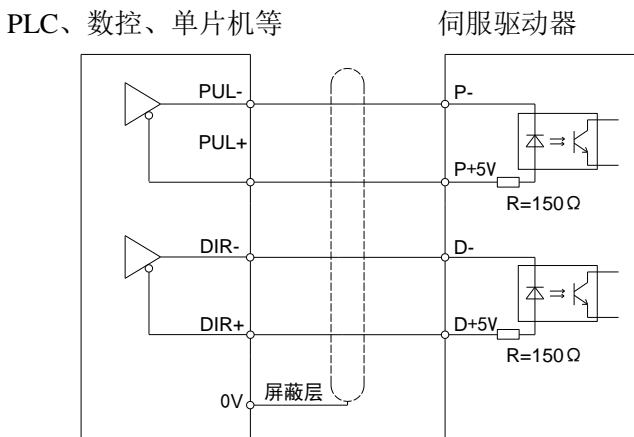 PLC、数控、单片机等
伺服驱动器
PUL-
P-
PUL+
P+5V
R=150Ω
DIR-
D-
DIR+
D+5V
R=150Ω
0V
屏蔽层